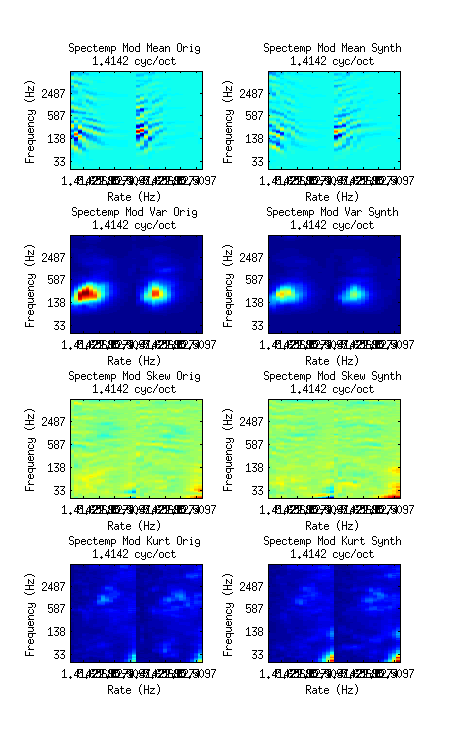 Spectemp Mod Mean Orig
1.4142 cyc/oct
Frequency (Hz)
2487
587
138
33
Rate (Hz)
Spectemp Mod Mean Synth
1.4142 cyc/oct
Frequency (Hz)
2487
587
138
33
Rate (Hz)
Spectemp Mod Var Orig
1.4142 cyc/oct
Frequency (Hz)
2487
587
138
33
Rate (Hz)
Spectemp Mod Var Synth
1.4142 cyc/oct
Frequency (Hz)
2487
587
138
33
Rate (Hz)
Spectemp Mod Skew Orig
1.4142 cyc/oct
Frequency (Hz)
2487
587
138
33
Rate (Hz)
Spectemp Mod Skew Synth
1.4142 cyc/oct
Frequency (Hz)
2487
587
138
33
Rate (Hz)
Spectemp Mod Kurt Orig
1.4142 cyc/oct
Frequency (Hz)
2487
587
138
33
Rate (Hz)
Spectemp Mod Kurt Synth
1.4142 cyc/oct
Frequency (Hz)
2487
587
138
33
Rate (Hz)